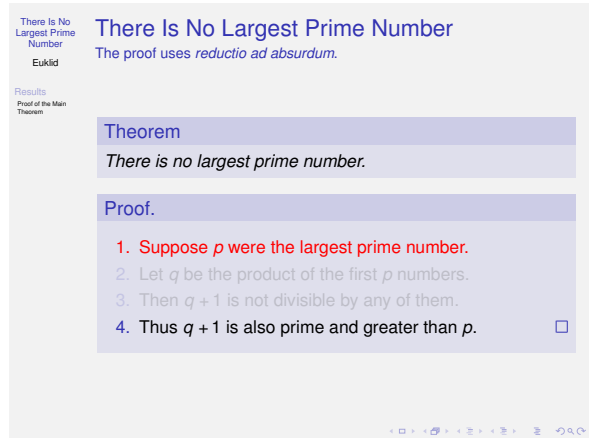 There Is No
Largest Prime
Number
Euklid
Results
Proof of the Main
Theorem
There Is No Largest Prime Number
The proof uses reductio ad absurdum.
Theorem
There is no largest prime number.
Proof.
1. Suppose p were the largest prime number.
2. Let q be the product of the first p numbers.
3. Then q + 1 is not divisible by any of them.
4. Thus q + 1 is also prime and greater than p. □